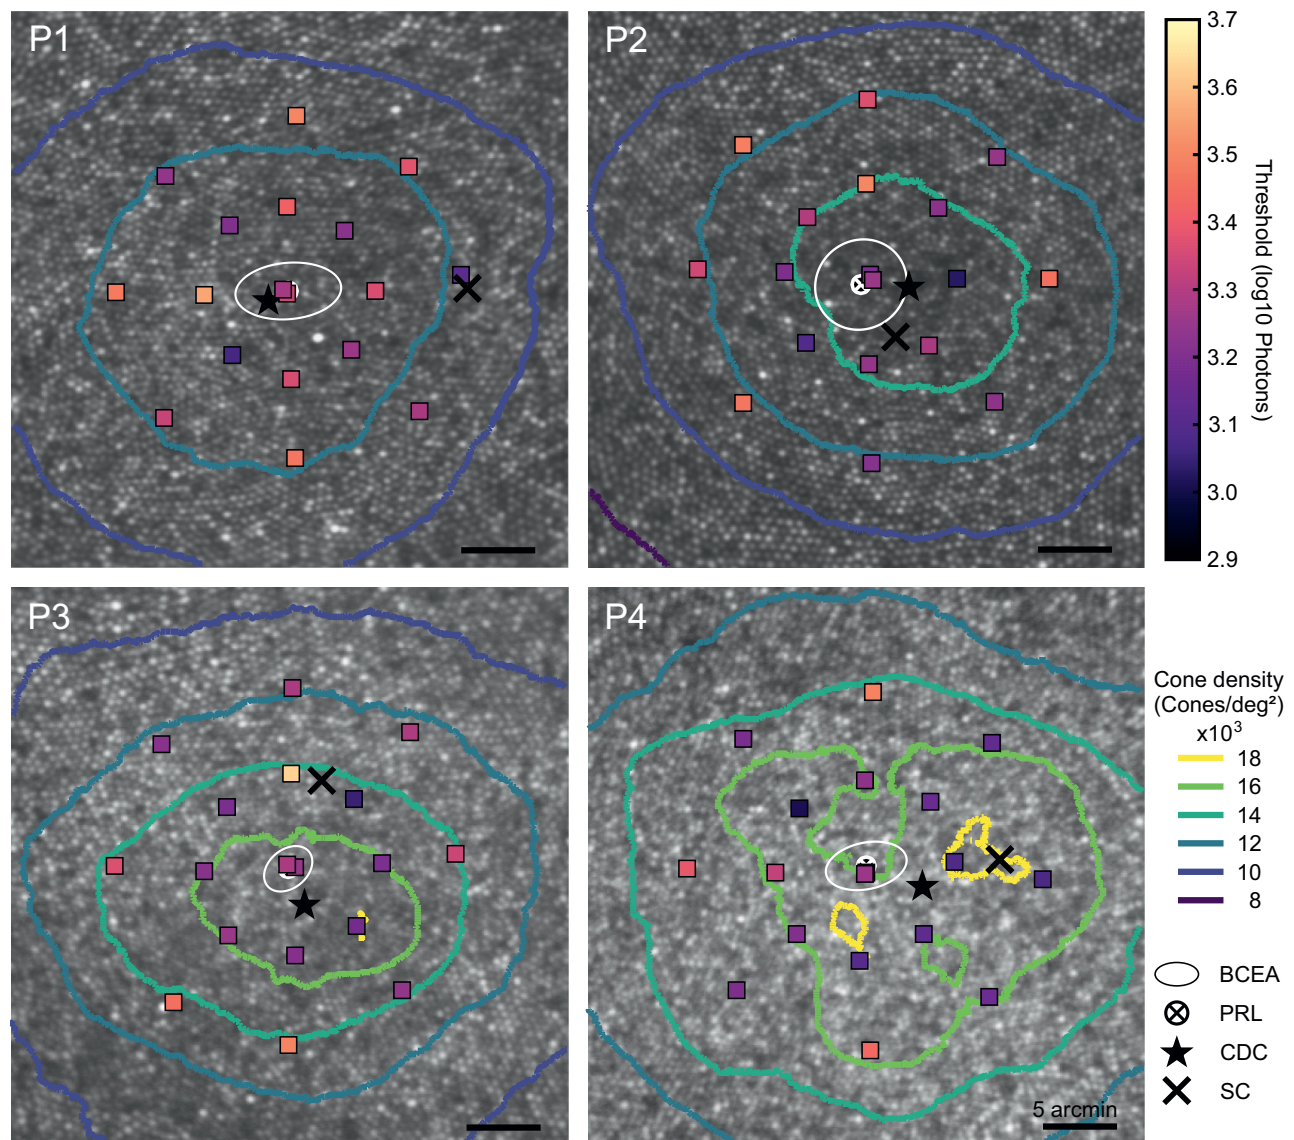 P1
P2
3.7
3.6
3.5
3.4
3.3
3.2
3.1
3.0
2.9
Threshold (log10 Photons)
P3
P4
5 arcmin
Cone density
(Cones/deg²)
x10³
18
16
14
12
10
8
BCEA
PRL
CDC
SC